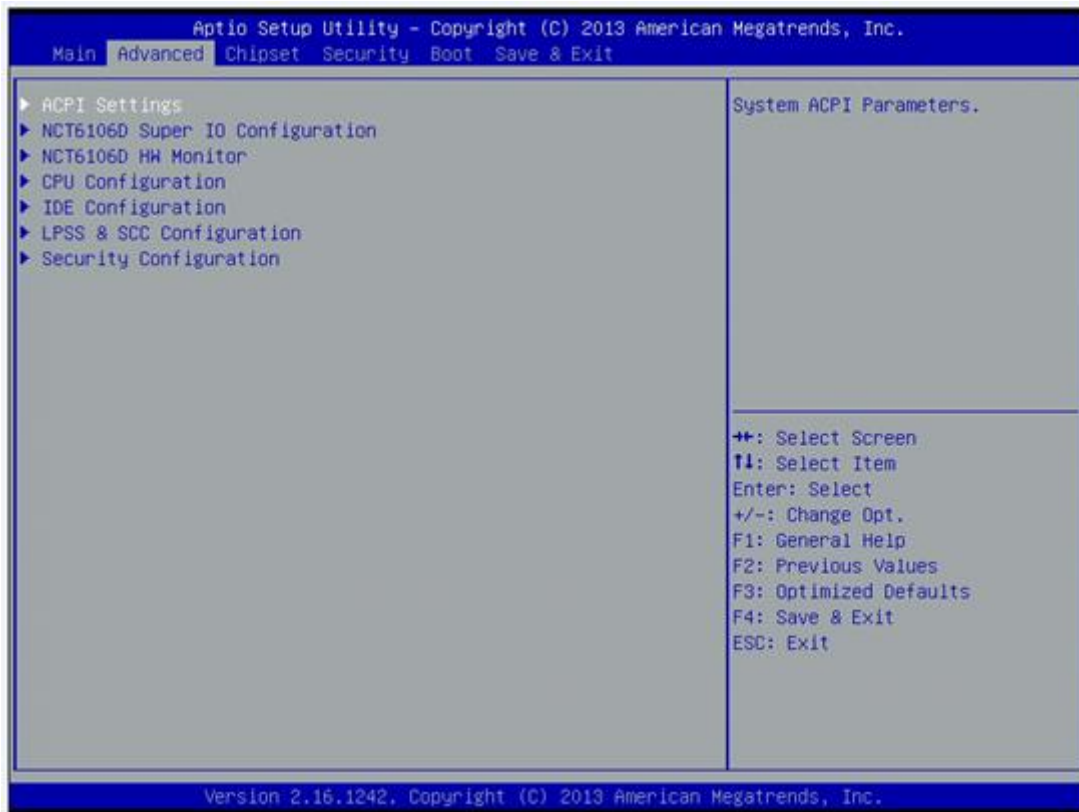 Aptio Setup Utility – Copyright (C) 2013 American Megatrends, Inc.
Main Advanced Chipset Security Boot Save & Exit
► ACPI Settings
► NCT6106D Super IO Configuration
► NCT6106D HW Monitor
► CPU Configuration
► IDE Configuration
► LPSS & SCC Configuration
► Security Configuration
System ACPI Parameters.
→←: Select Screen
↑↓: Select Item
Enter: Select
+/-: Change Opt.
F1: General Help
F2: Previous Values
F3: Optimized Defaults
F4: Save & Exit
ESC: Exit
Version 2.16.1242. Copyright (C) 2013 American Megatrends, Inc.